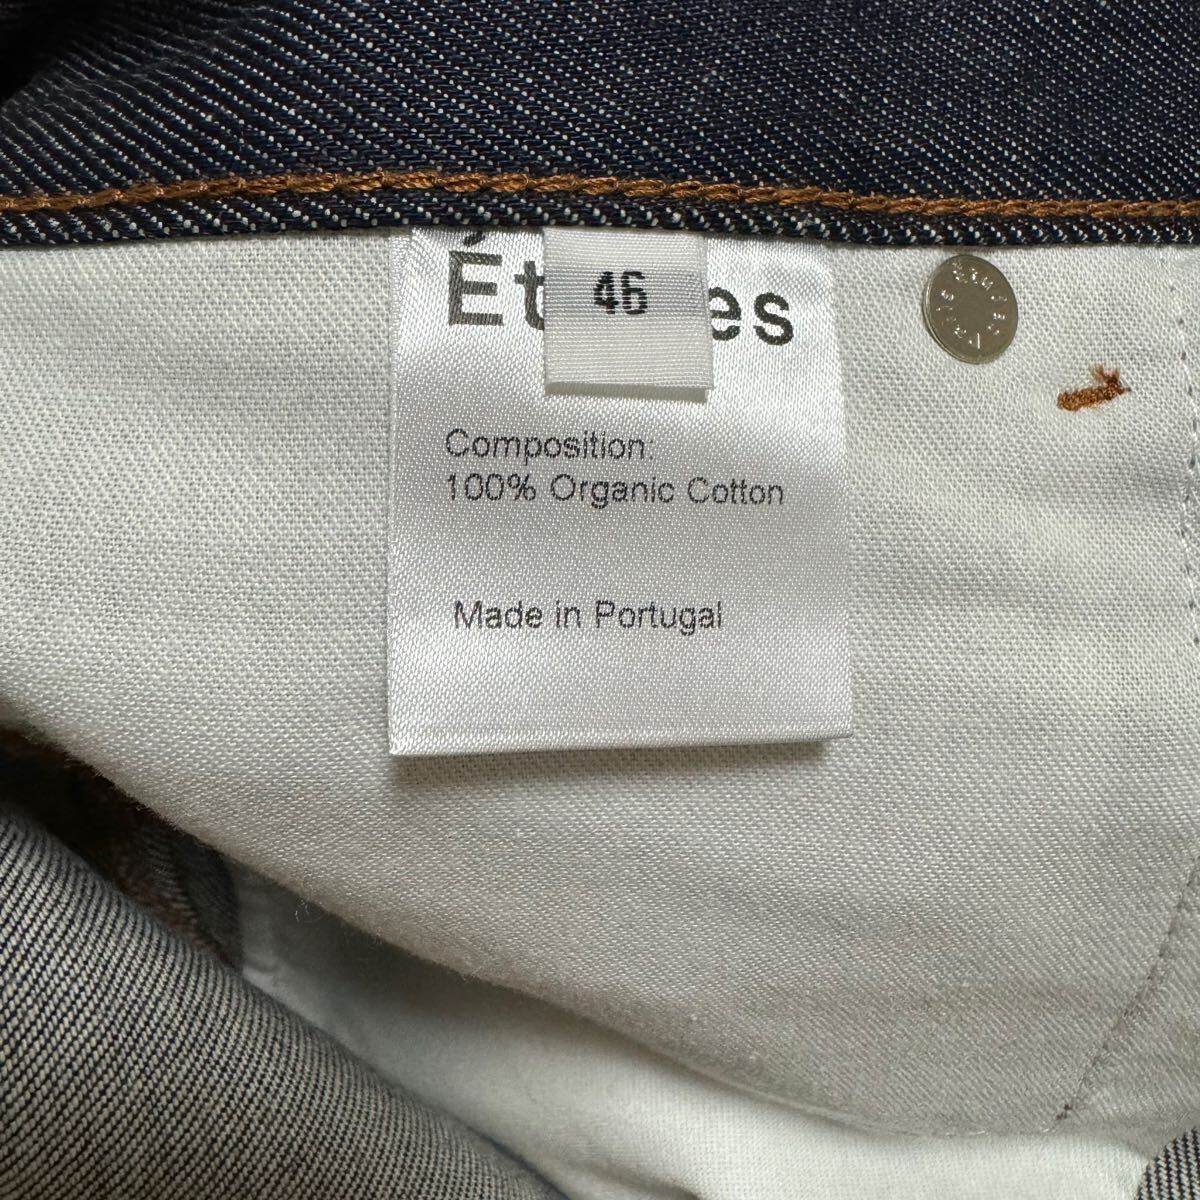 Ét es
46
Composition:
100% Organic Cotton
Made in Portugal